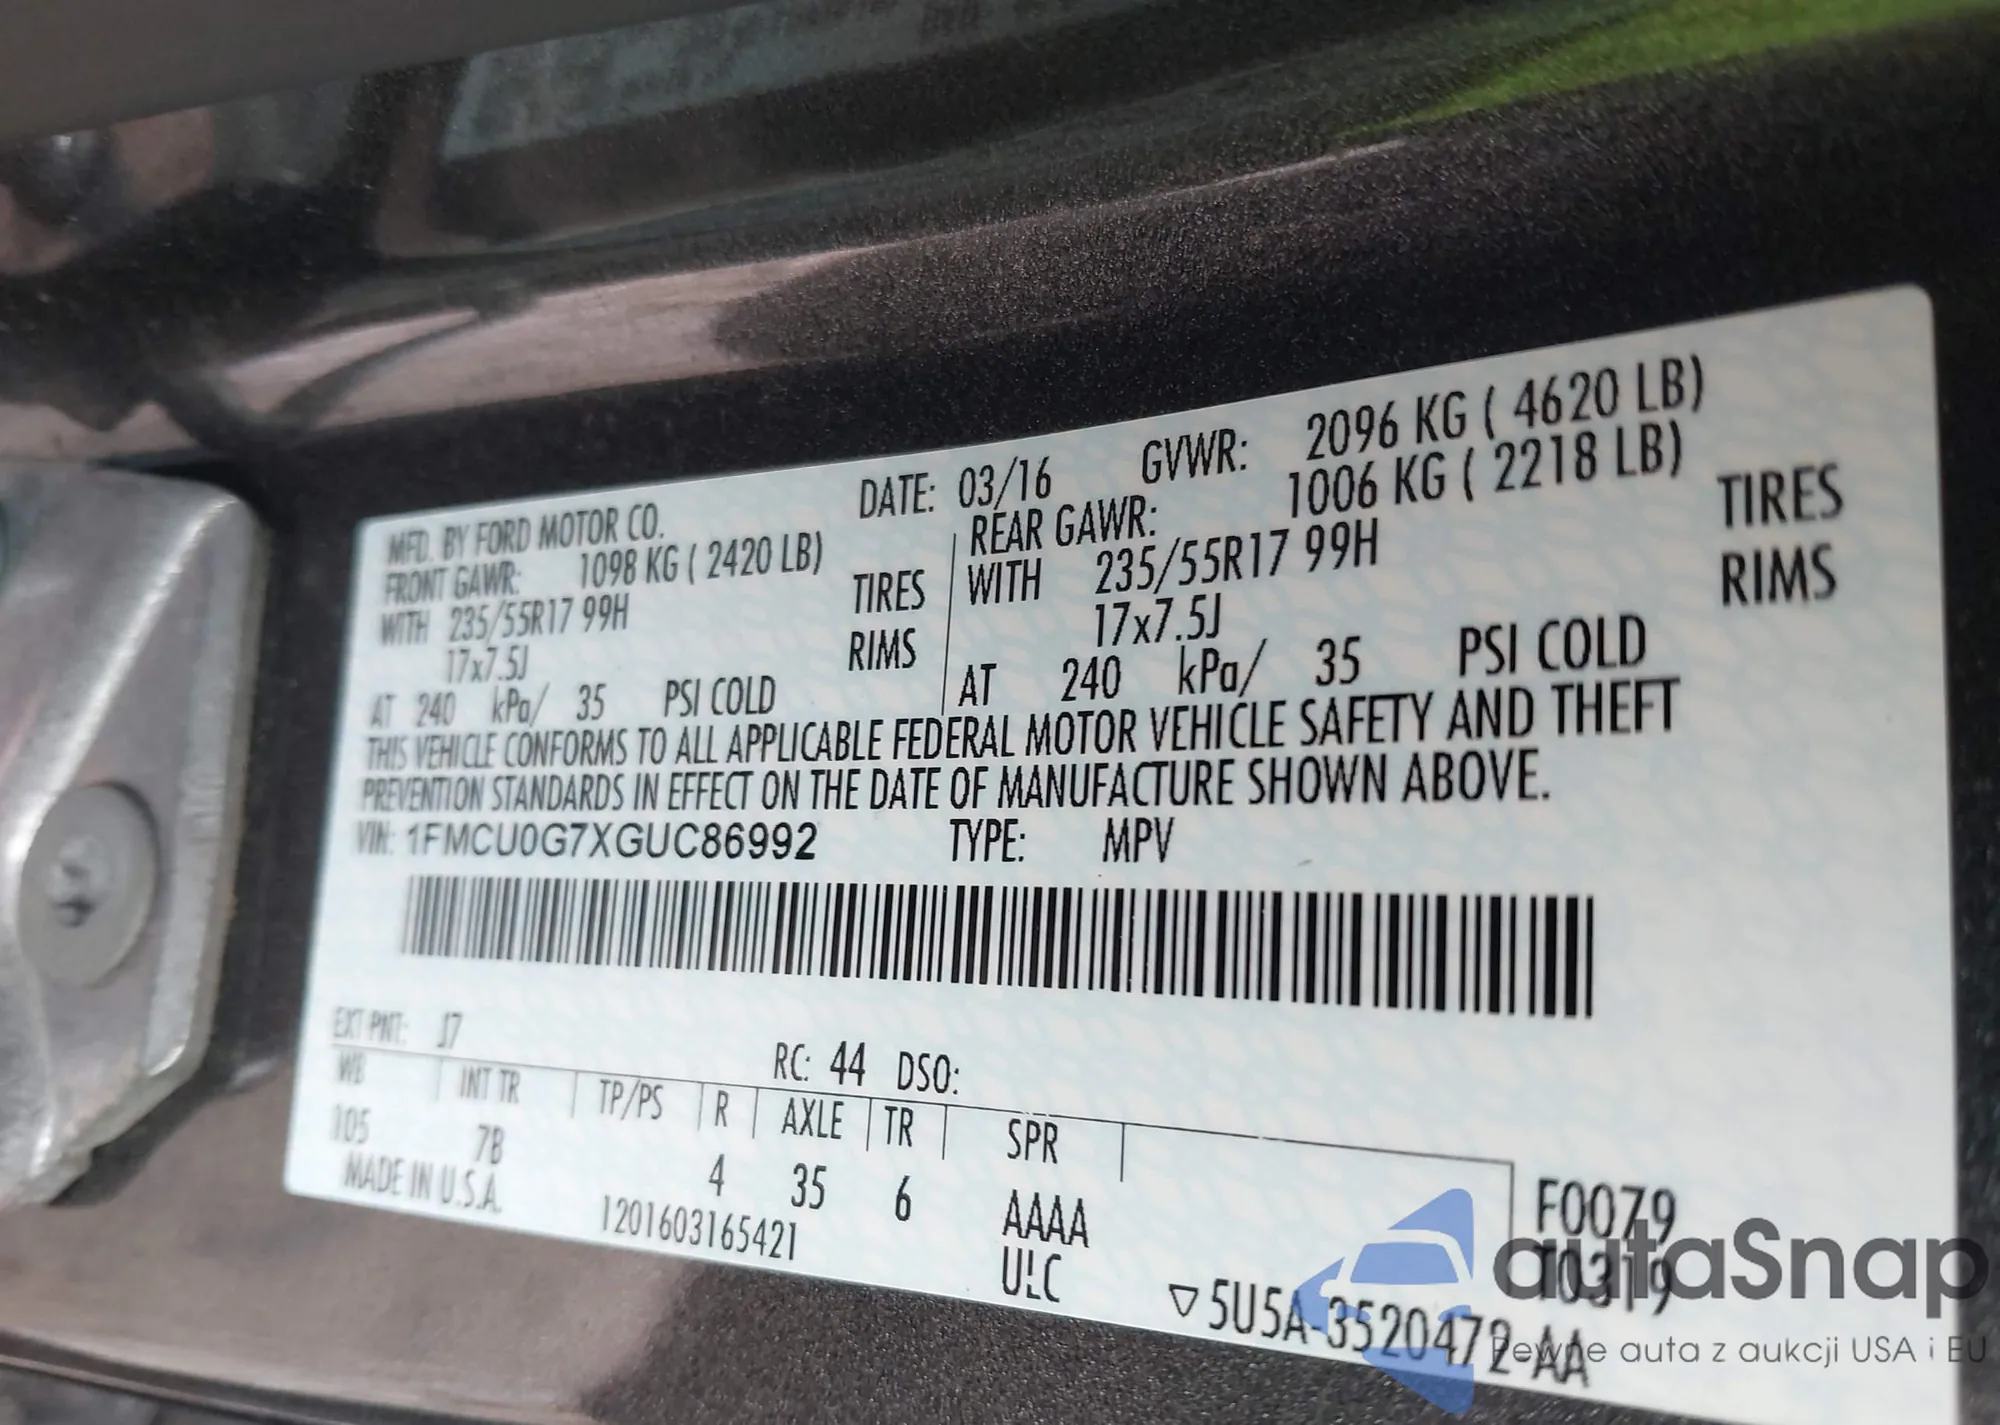 MFD. BY FORD MOTOR CO. DATE: 03/16 GVWR: 2096 KG ( 4620 LB)
FRONT GAWR: 1098 KG ( 2420 LB) REAR GAWR: 1006 KG ( 2218 LB)
WITH 235/55R17 99H TIRES WITH 235/55R17 99H TIRES
17x7.5J RIMS 17x7.5J RIMS
AT 240 kPa/ 35 PSI COLD AT 240 kPa/ 35 PSI COLD
THIS VEHICLE CONFORMS TO ALL APPLICABLE FEDERAL MOTOR VEHICLE SAFETY AND THEFT
PREVENTION STANDARDS IN EFFECT ON THE DATE OF MANUFACTURE SHOWN ABOVE.
VIN: 1FMCU0G7XGUC86992 TYPE: MPV
EXT PNT: J7 RC: 44 DSO:
WB INT TR TP/PS R AXLE TR SPR
105 7B 4 35 6 AAAA F0079
MADE IN U.S.A. 1201603165421 ULC T0319
▽5U5A-3520472-AA
autaSnap
Pewne auta z aukcji USA i EU